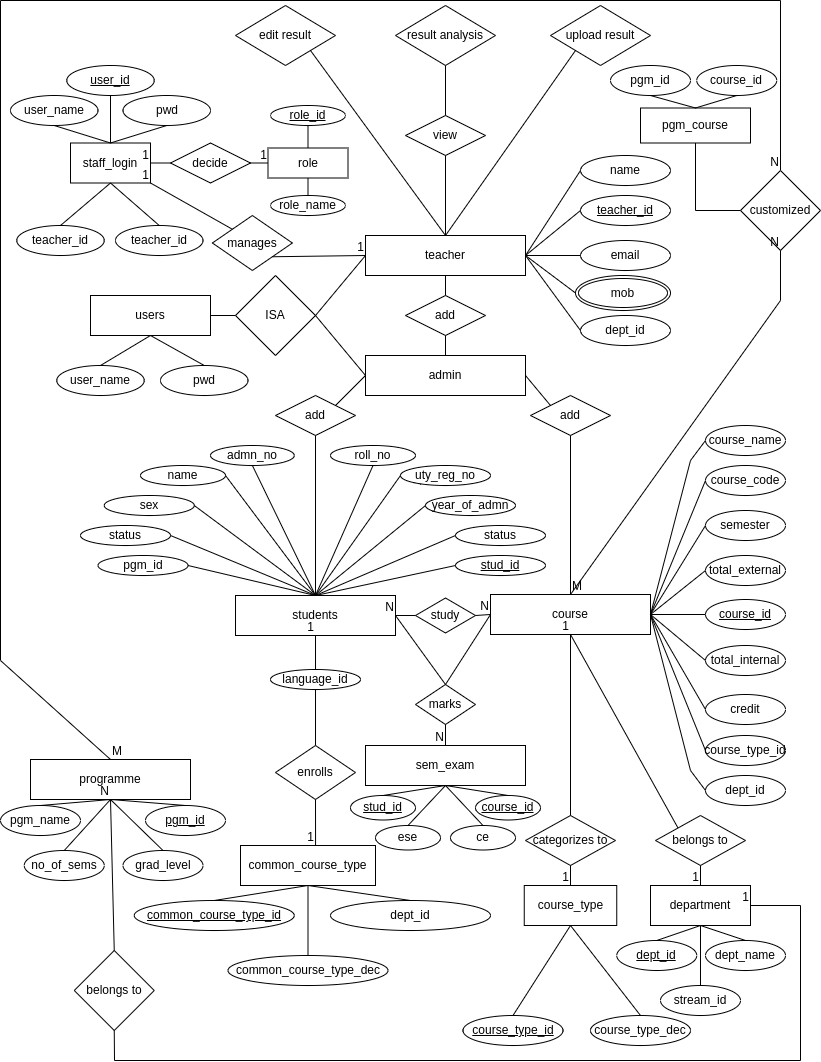 edit result
result analysis
upload result
user_id
pgm_id
course_id
user_name
pwd
role_id
pgm_course
view
staff_login
1
1
decide
1
role
N
name
role_name
teacher_id
customized
teacher_id
teacher_id
manages
1
teacher
N
email
mob
users
ISA
add
dept_id
user_name
pwd
admin
add
add
course_name
admn_no
roll_no
name
uty_reg_no
course_code
sex
year_of_admn
semester
status
status
pgm_id
stud_id
total_external
M
students
1
N
study
N
course
1
course_id
language_id
total_internal
marks
credit
N
M
programme
N
enrolls
sem_exam
course_type_id
dept_id
pgm_name
pgm_id
stud_id
course_id
no_of_sems
grad_level
1
ese
ce
categorizes to
belongs to
common_course_type
1
1
course_type
department
1
common_course_type_id
dept_id
dept_id
dept_name
common_course_type_dec
belongs to
stream_id
course_type_id
course_type_dec